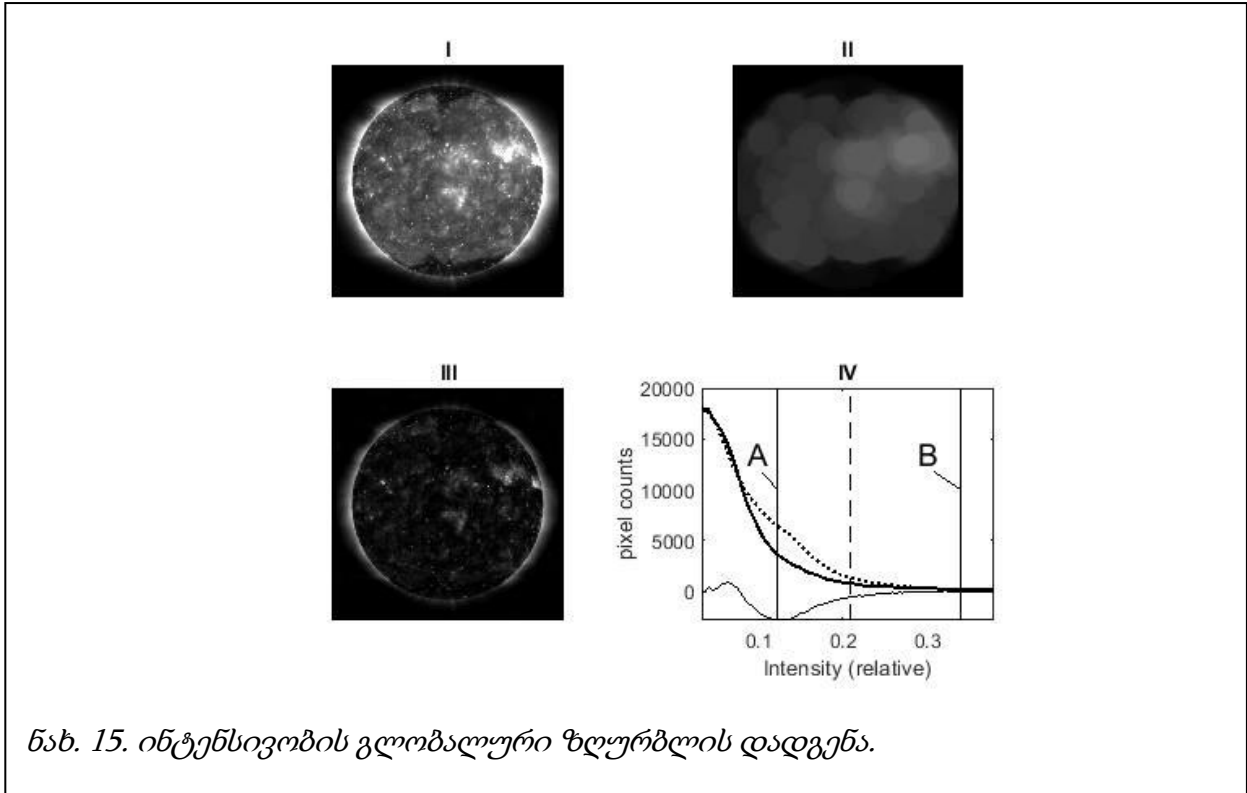 I
II
III
IV
20000
15000
10000
5000
0
pixel counts
A
B
0.1
0.2
0.3
Intensity (relative)
ნახ. 15. ინტენსივობის გლობალური ზღურბლის დადგენა.